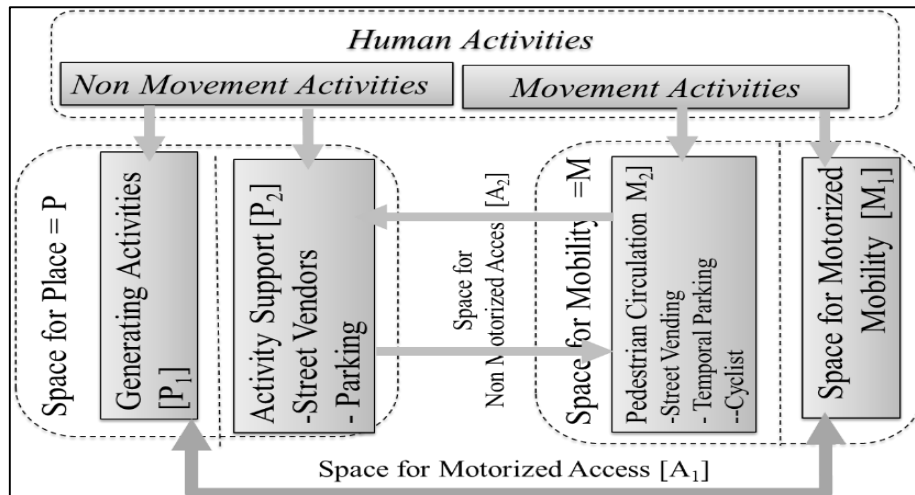 Human Activities
Non Movement Activities
Movement Activities
Space for Place = P
Generating Activities
[P₁]
Activity Support [P₂]
-Street Vendors
- Parking
Space for
Non Motorized Acces [A₂]
Space for Mobility =M
Pedestrian Circulation M₂]
-Street Vending
- Temporal Parking
--Cyclist
Space for Motorized
Mobility [M₁]
Space for Motorized Access [A₁]